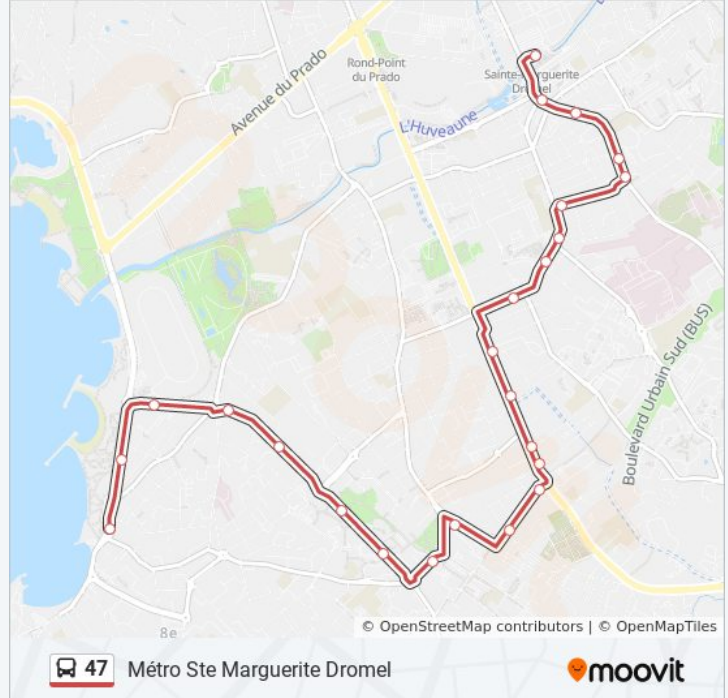 Avenue du Prado
Rond-Point
du Prado
Sainte-Marguerite
Dromel
L'Huveaune
Boulevard Urbain Sud (BUS)
8e
© OpenStreetMap contributors | © OpenMapTiles
47 Métro Ste Marguerite Dromel
moovit